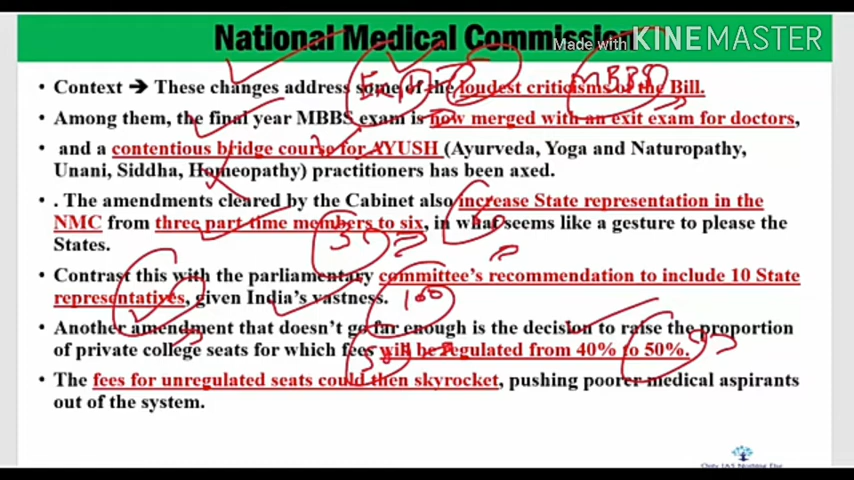 National Medical Commission
Made with KINEMASTER
• Context ➔ These changes address some of the loudest criticisms of the Bill.
• Among them, the final year MBBS exam is now merged with an exit exam for doctors,
• and a contentious bridge course for AYUSH (Ayurveda, Yoga and Naturopathy,
Unani, Siddha, Homeopathy) practitioners has been axed.
• . The amendments cleared by the Cabinet also increase State representation in the
NMC from three part-time members to six, in what seems like a gesture to please the
States.
• Contrast this with the parliamentary committee's recommendation to include 10 State
representatives, given India's vastness.
• Another amendment that doesn't go far enough is the decision to raise the proportion
of private college seats for which fees will be regulated from 40% to 50%.
• The fees for unregulated seats could then skyrocket, pushing poorer medical aspirants
out of the system.
MBBS
100
Only IAS Nothing Else